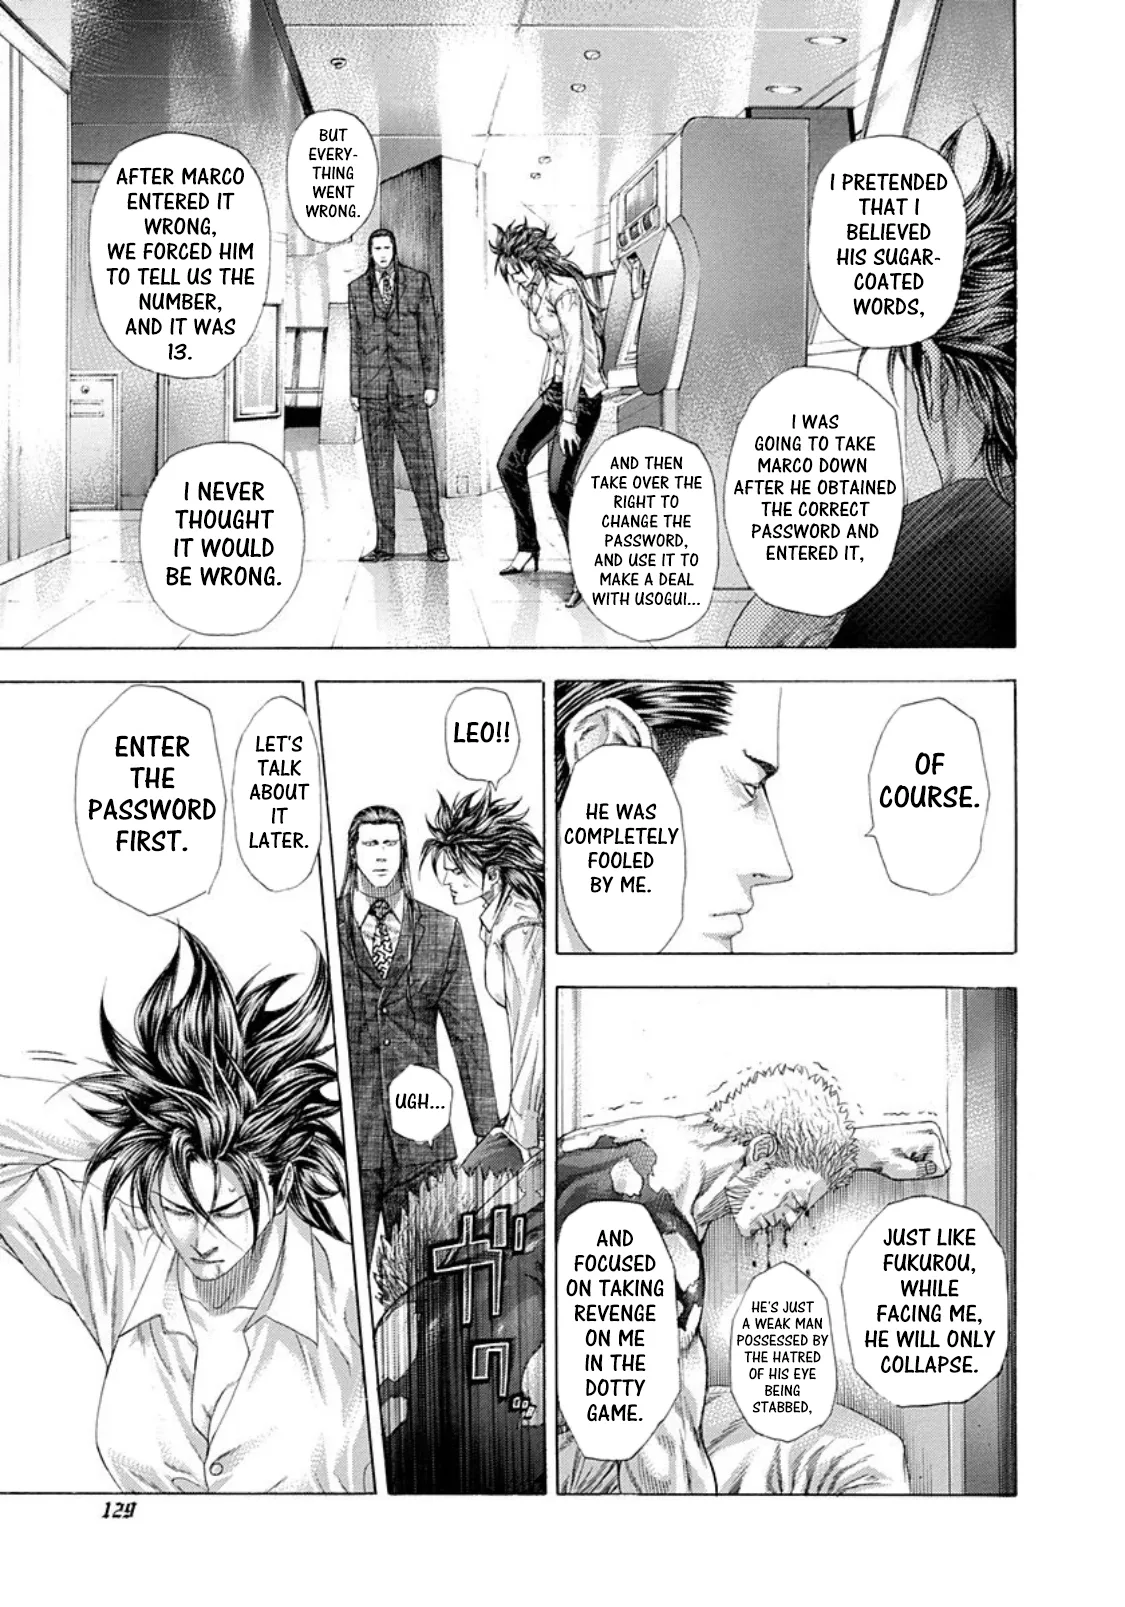 I PRETENDED
THAT I
BELIEVED
HIS SUGAR-
COATED
WORDS,
I WAS
GOING TO TAKE
MARCO DOWN
AFTER HE OBTAINED
THE CORRECT
PASSWORD AND
ENTERED IT,
AND THEN
TAKE OVER
THE RIGHT TO
CHANGE THE
PASSWORD,
AND USE IT TO
MAKE A DEAL
WITH USOGUI...
BUT
EVERY-
THING
WENT
WRONG.
AFTER MARCO
ENTERED IT
WRONG,
WE FORCED HIM
TO TELL US THE
NUMBER,
AND IT WAS
13.
I NEVER
THOUGHT
IT WOULD
BE WRONG.
OF
COURSE.
HE WAS
COMPLETELY
FOOLED
BY ME.
JUST LIKE
FUKUROU,
WHILE
FACING ME,
HE WILL ONLY
COLLAPSE.
HE'S JUST
A WEAK MAN
POSSESSED BY
THE HATRED
OF HIS EYE
BEING
STABBED,
AND
FOCUSED
ON TAKING
REVENGE
ON ME
IN THE
DOTTY
GAME.
LEO!!
UGH...
ガガッ
LET'S
TALK
ABOUT
IT
LATER.
ENTER
THE
PASSWORD
FIRST.
129